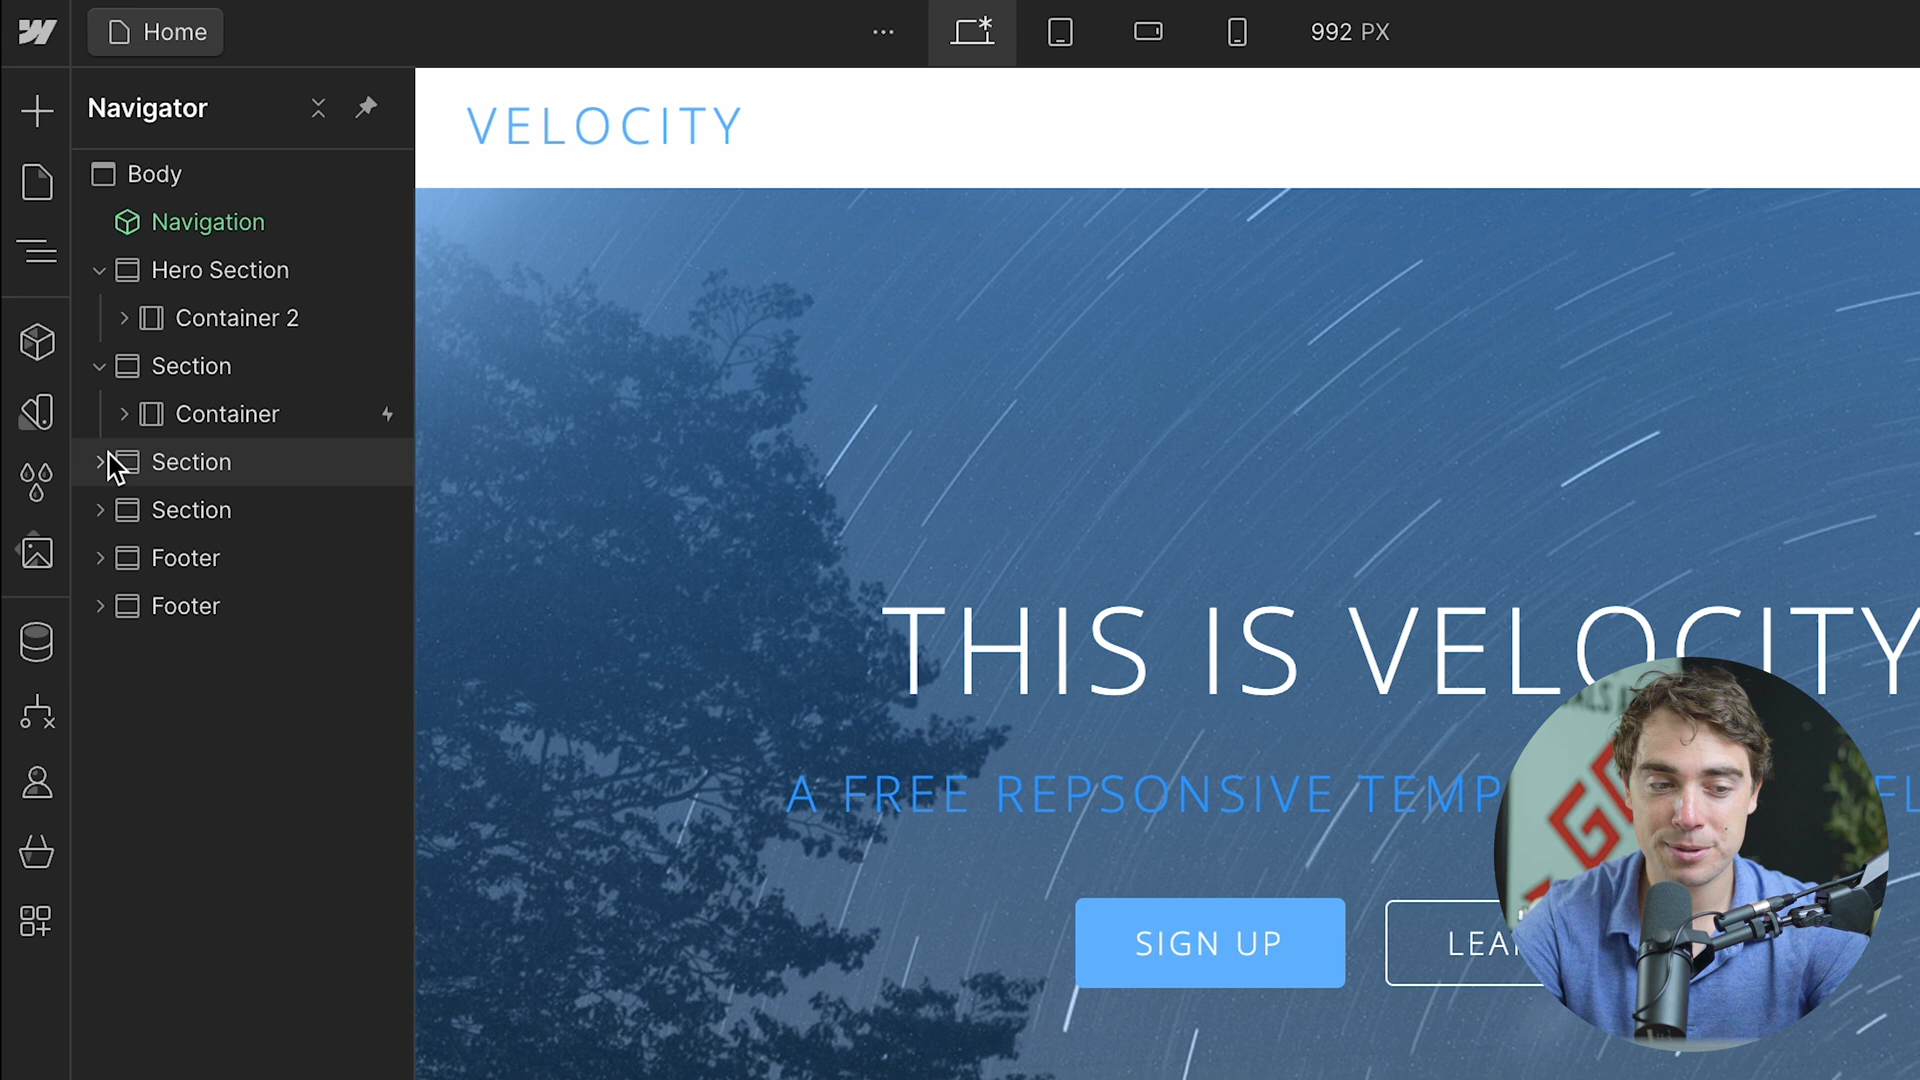 Home
992 PX
Navigator
Body
Navigation
Hero Section
Container 2
Section
Container
Section
Section
Footer
Footer
VELOCITY
THIS IS VELOCITY
A FREE REPSONSIVE TEMP
FL
SIGN UP
LEA